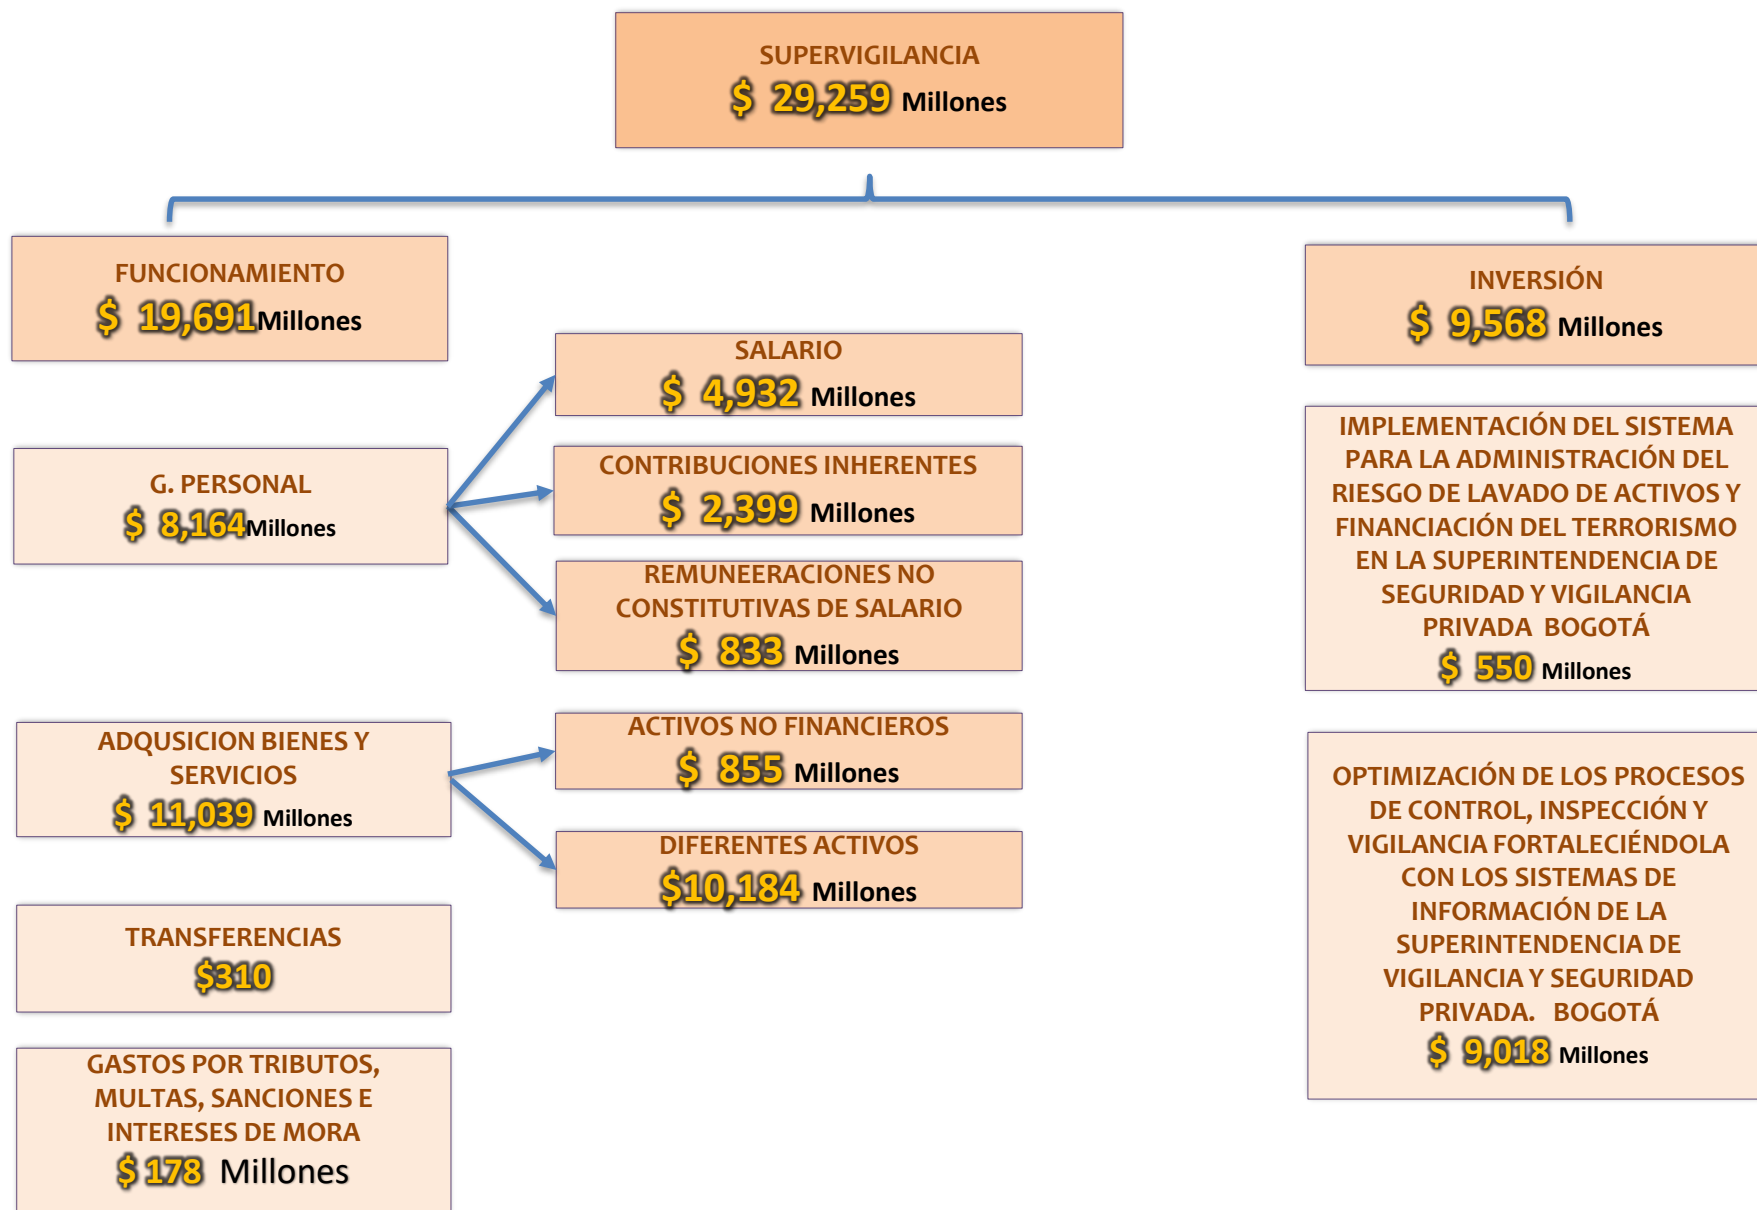 SUPERVIGILANCIA
$ 29,259 Millones
FUNCIONAMIENTO
$ 19,691Millones
G. PERSONAL
$ 8,164Millones
SALARIO
$ 4,932 Millones
CONTRIBUCIONES INHERENTES
$ 2,399 Millones
REMUNEERACIONES NO
CONSTITUTIVAS DE SALARIO
$ 833 Millones
ADQUSICION BIENES Y
SERVICIOS
$ 11,039 Millones
ACTIVOS NO FINANCIEROS
$ 855 Millones
DIFERENTES ACTIVOS
$10,184 Millones
TRANSFERENCIAS
$310
GASTOS POR TRIBUTOS,
MULTAS, SANCIONES E
INTERESES DE MORA
$ 178 Millones
INVERSIÓN
$ 9,568 Millones
IMPLEMENTACIÓN DEL SISTEMA
PARA LA ADMINISTRACIÓN DEL
RIESGO DE LAVADO DE ACTIVOS Y
FINANCIACIÓN DEL TERRORISMO
EN LA SUPERINTENDENCIA DE
SEGURIDAD Y VIGILANCIA
PRIVADA BOGOTÁ
$ 550 Millones
OPTIMIZACIÓN DE LOS PROCESOS
DE CONTROL, INSPECCIÓN Y
VIGILANCIA FORTALECIÉNDOLA
CON LOS SISTEMAS DE
INFORMACIÓN DE LA
SUPERINTENDENCIA DE
VIGILANCIA Y SEGURIDAD
PRIVADA. BOGOTÁ
$ 9,018 Millones